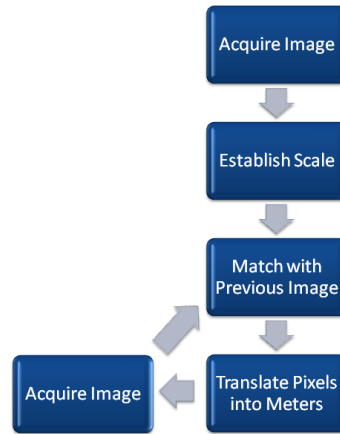 Acquire Image
Establish Scale
Match with
Previous Image
Translate Pixels
into Meters
Acquire Image